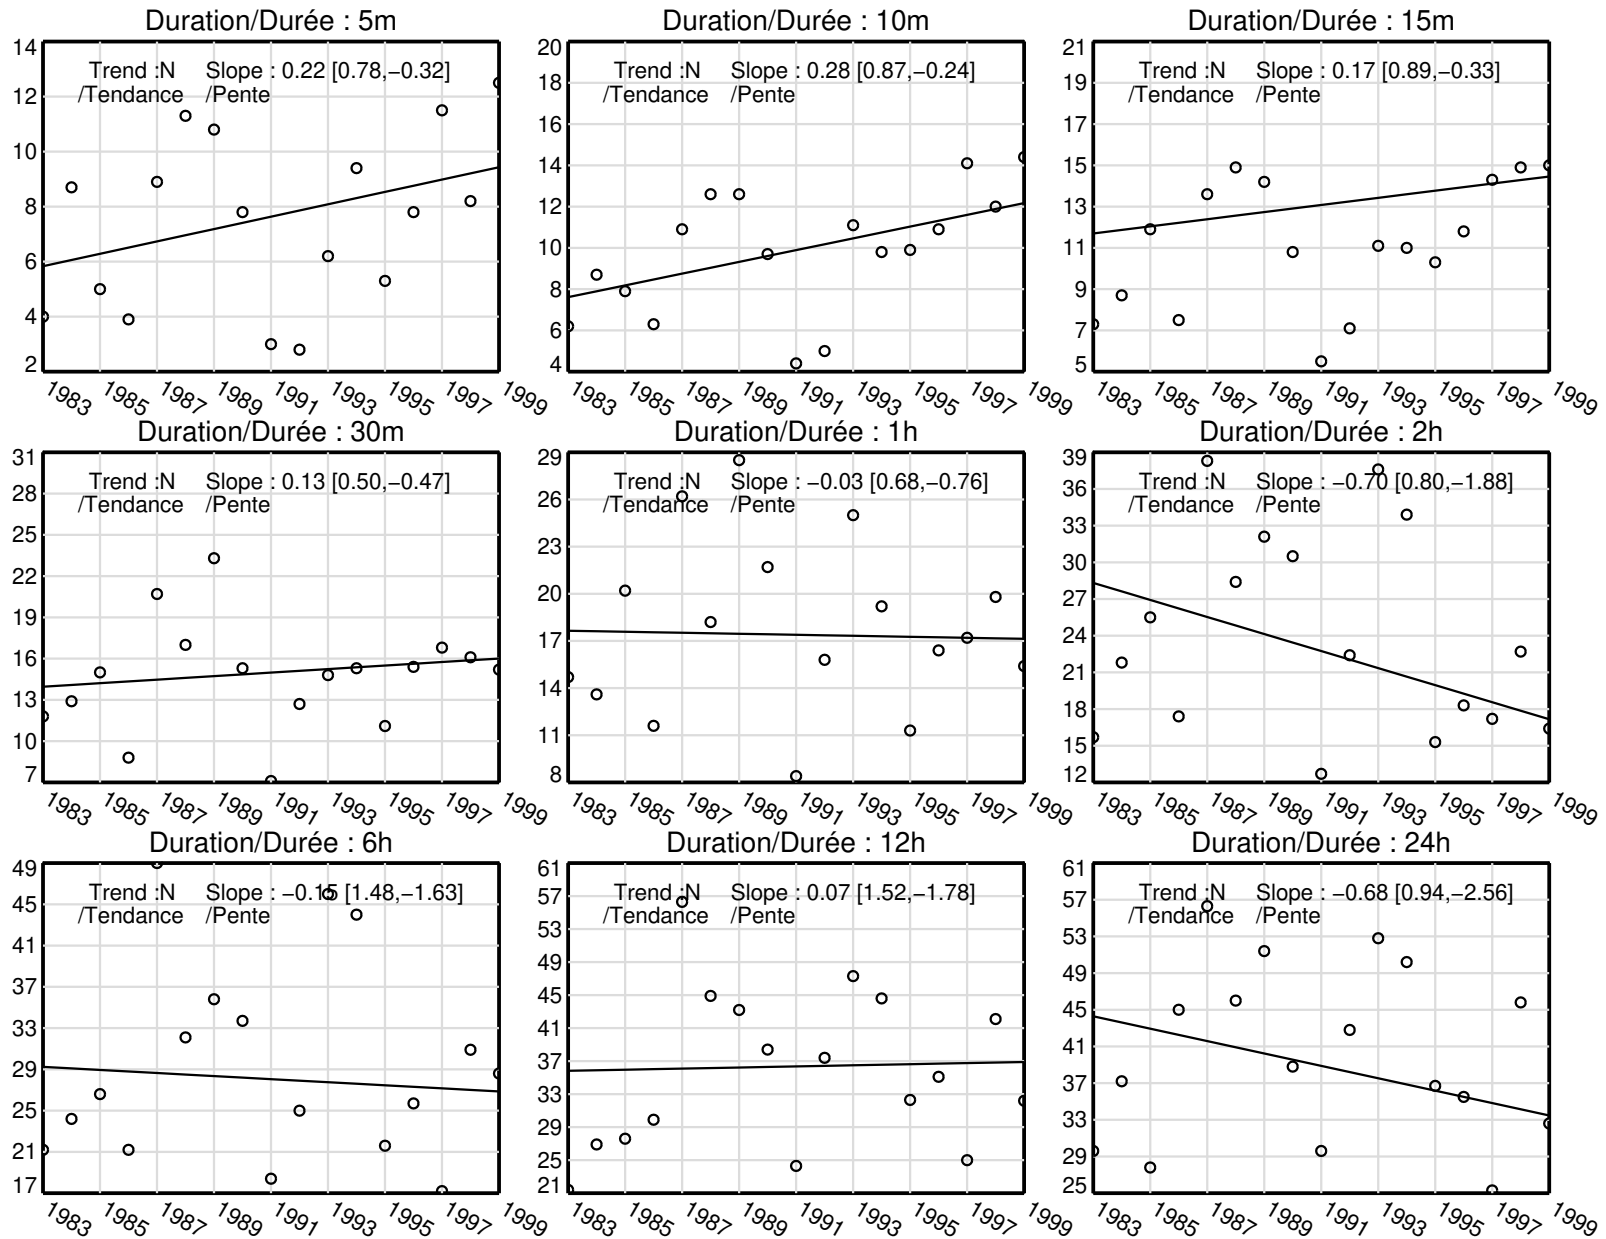 Duration/Durée : 5m
14
12
10
8
6
4
2
Trend :N Slope : 0.22 [0.78,−0.32]
/Tendance /Pente
1983 1985 1987 1989 1991 1993 1995 1997 1999
Duration/Durée : 10m
20
18
16
14
12
10
8
6
4
Trend :N Slope : 0.28 [0.87,−0.24]
/Tendance /Pente
1983 1985 1987 1989 1991 1993 1995 1997 1999
Duration/Durée : 15m
21
19
17
15
13
11
9
7
5
Trend :N Slope : 0.17 [0.89,−0.33]
/Tendance /Pente
1983 1985 1987 1989 1991 1993 1995 1997 1999
Duration/Durée : 30m
31
28
25
22
19
16
13
10
7
Trend :N Slope : 0.13 [0.50,−0.47]
/Tendance /Pente
1983 1985 1987 1989 1991 1993 1995 1997 1999
Duration/Durée : 1h
29
26
23
20
17
14
11
8
Trend :N Slope : −0.03 [0.68,−0.76]
/Tendance /Pente
1983 1985 1987 1989 1991 1993 1995 1997 1999
Duration/Durée : 2h
39
36
33
30
27
24
21
18
15
12
Trend :N Slope : −0.70 [0.80,−1.88]
/Tendance /Pente
1983 1985 1987 1989 1991 1993 1995 1997 1999
Duration/Durée : 6h
49
45
41
37
33
29
25
21
17
Trend :N Slope : −0.15 [1.48,−1.63]
/Tendance /Pente
1983 1985 1987 1989 1991 1993 1995 1997 1999
Duration/Durée : 12h
61
57
53
49
45
41
37
33
29
25
21
Trend :N Slope : 0.07 [1.52,−1.78]
/Tendance /Pente
1983 1985 1987 1989 1991 1993 1995 1997 1999
Duration/Durée : 24h
61
57
53
49
45
41
37
33
29
25
Trend :N Slope : −0.68 [0.94,−2.56]
/Tendance /Pente
1983 1985 1987 1989 1991 1993 1995 1997 1999